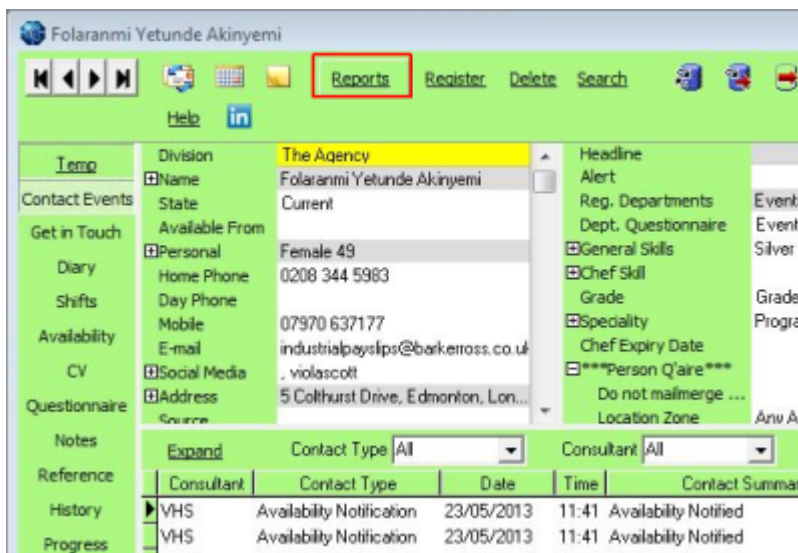 Folaranmi Yetunde Akinyemi
Reports Register Delete Search
Help in
Temp
Contact Events
Get in Touch
Diary
Shifts
Availability
CV
Questionnaire
Notes
Reference
History
Progress
Division The Agency
Name Folaranmi Yetunde Akinyemi
State Current
Available From
Personal Female 49
Home Phone 0208 344 5983
Day Phone
Mobile 07970 637177
E-mail industrialpayslips@barkerross.co.uk
Social Media , violascott
Address 5 Colthurst Drive, Edmonton, Lon...
Source
Headline
Alert
Reg. Departments Event
Dept. Questionnaire Event
General Skills Silver
Chef Skill
Grade Grade
Speciality Progra
Chef Expiry Date
***Person Q'aire***
Do not mailmerge ...
Location Zone Any A
Expand Contact Type All Consultant All
Consultant Contact Type Date Time Contact Summa
VHS Availability Notification 23/05/2013 11:41 Availability Notified
VHS Availability Notification 23/05/2013 11:41 Availability Notified